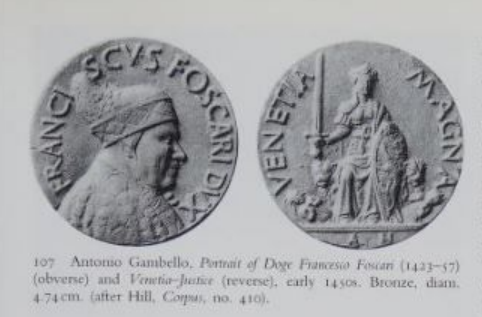 FRANCISCVS FOSCARI DVX
VENETIA MAGNA
A N
107 Antonio Gambello, Portrait of Doge Francesco Foscari (1423–57)
(obverse) and Venetia–Justice (reverse), early 1450s. Bronze, diam.
4.74 cm. (after Hill, Corpus, no. 410).